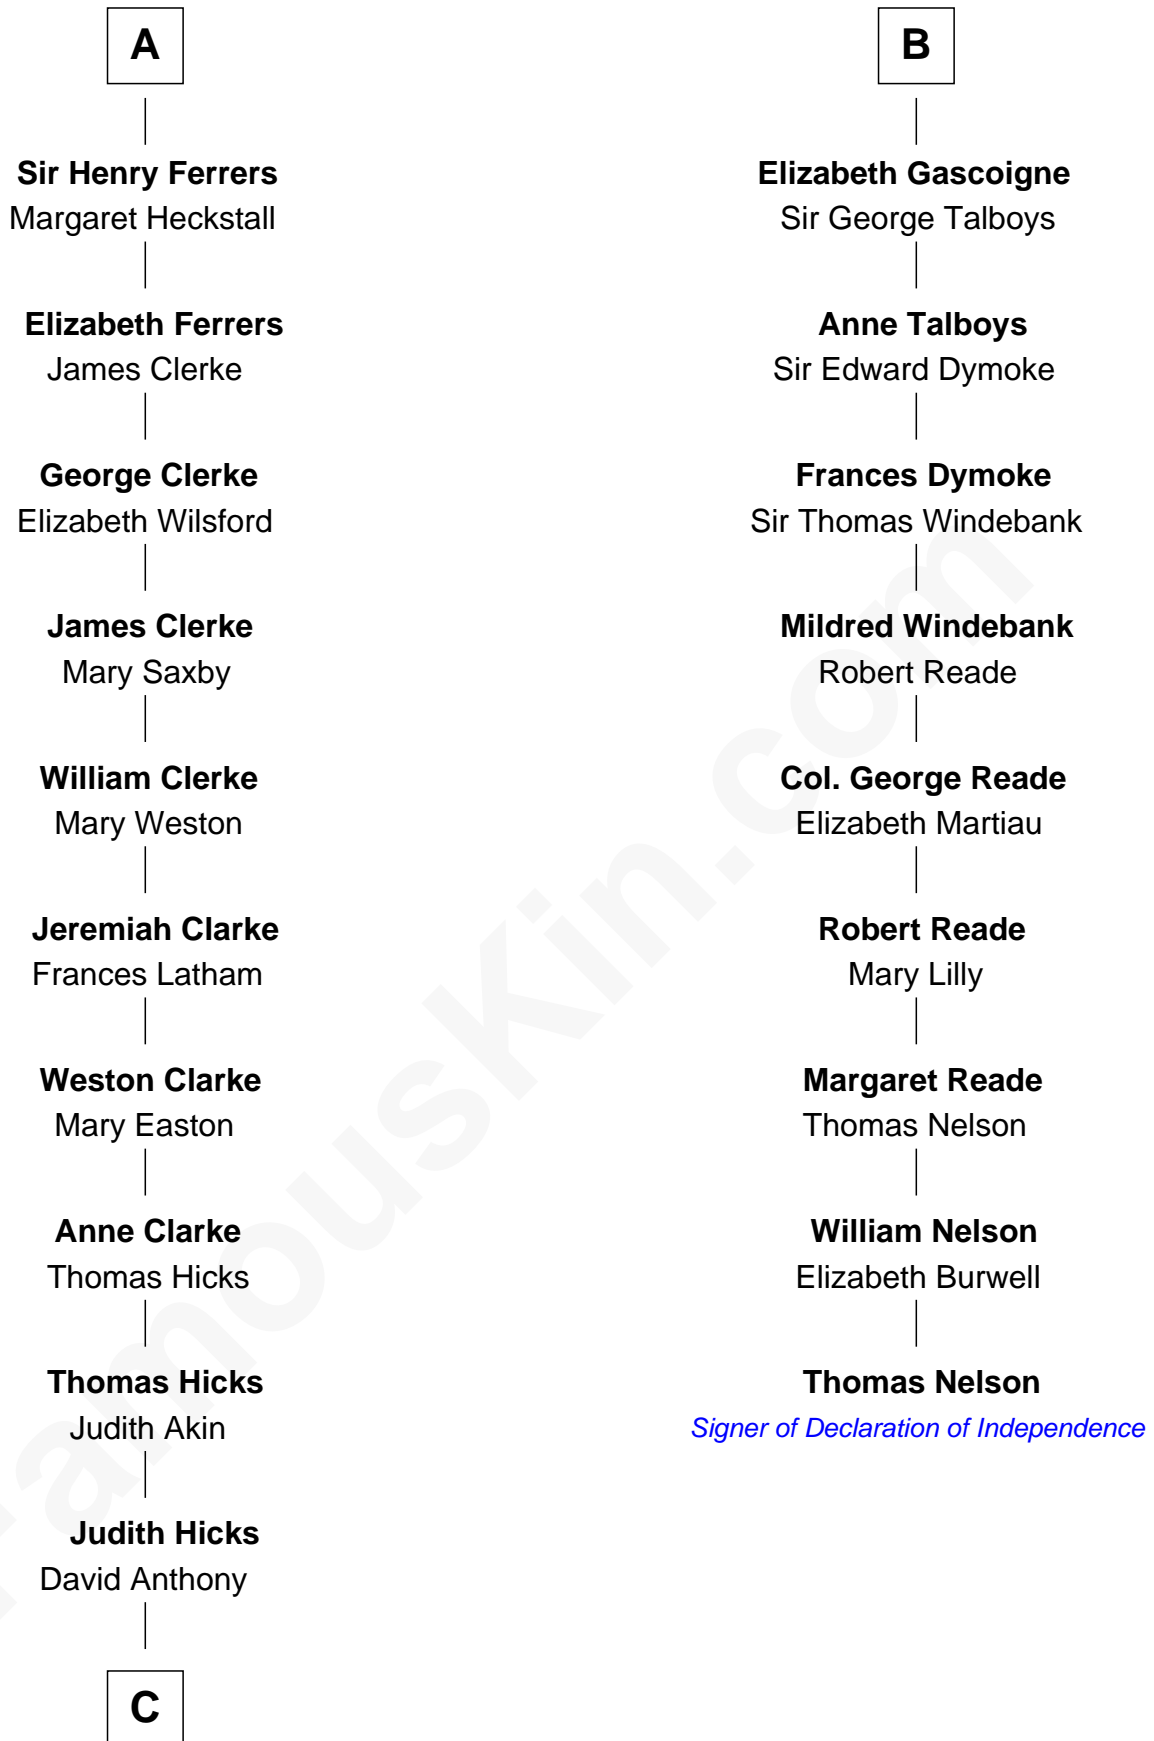 A
Sir Henry Ferrers
Margaret Heckstall
Elizabeth Ferrers
James Clerke
George Clerke
Elizabeth Wilsford
James Clerke
Mary Saxby
William Clerke
Mary Weston
Jeremiah Clarke
Frances Latham
Weston Clarke
Mary Easton
Anne Clarke
Thomas Hicks
Thomas Hicks
Judith Akin
Judith Hicks
David Anthony
C
B
Elizabeth Gascoigne
Sir George Talboys
Anne Talboys
Sir Edward Dymoke
Frances Dymoke
Sir Thomas Windebank
Mildred Windebank
Robert Reade
Col. George Reade
Elizabeth Martiau
Robert Reade
Mary Lilly
Margaret Reade
Thomas Nelson
William Nelson
Elizabeth Burwell
Thomas Nelson
Signer of Declaration of Independence
FamousKin.com